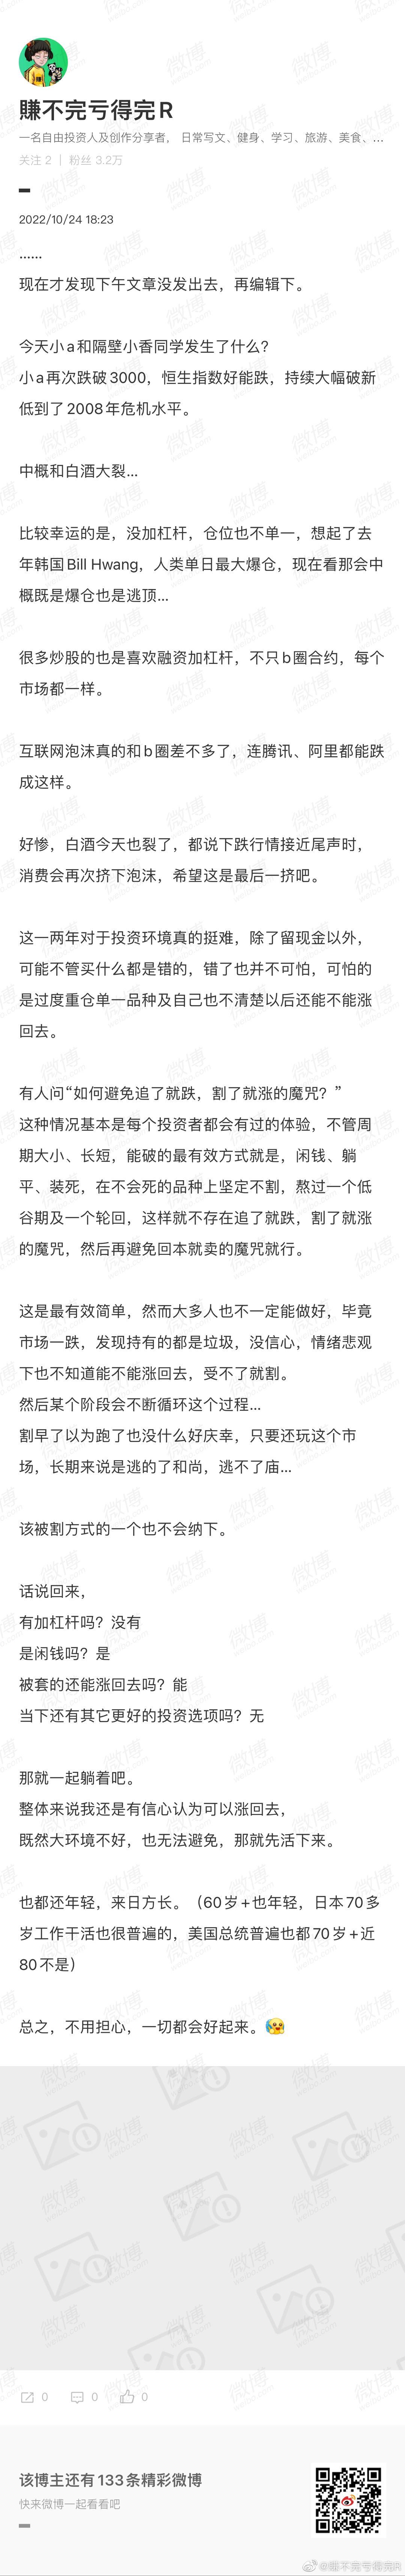 賺不完亏得完R
一名自由投资人及创作分享者， 日常写文、健身、学习、旅游、美食、...
关注 2 | 粉丝 3.2万
2022/10/24 18:23
......
现在才发现下午文章没发出去，再编辑下。
今天小a和隔壁小香同学发生了什么？
小a再次跌破3000，恒生指数好能跌，持续大幅破新
低到了2008年危机水平。
中概和白酒大裂...
比较幸运的是，没加杠杆，仓位也不单一，想起了去
年韩国Bill Hwang，人类单日最大爆仓，现在看那会中
概既是爆仓也是逃顶...
很多炒股的也是喜欢融资加杠杆，不只b圈合约，每个
市场都一样。
互联网泡沫真的和b圈差不多了，连腾讯、阿里都能跌
成这样。
好惨，白酒今天也裂了，都说下跌行情接近尾声时，
消费会再次挤下泡沫，希望这是最后一挤吧。
这一两年对于投资环境真的挺难，除了留现金以外，
可能不管买什么都是错的，错了也并不可怕，可怕的
是过度重仓单一品种及自己也不清楚以后还能不能涨
回去。
有人问“如何避免追了就跌，割了就涨的魔咒？”
这种情况基本是每个投资者都会有过的体验，不管周
期大小、长短，能破的最有效方式就是，闲钱、躺
平、装死，在不会死的品种上坚定不割，熬过一个低
谷期及一个轮回，这样就不存在追了就跌，割了就涨
的魔咒，然后再避免回本就卖的魔咒就行。
这是最有效简单，然而大多人也不一定能做好，毕竟
市场一跌，发现持有的都是垃圾，没信心，情绪悲观
下也不知道能不能涨回去，受不了就割。
然后某个阶段会不断循环这个过程...
割早了以为跑了也没什么好庆幸，只要还玩这个市
场，长期来说是逃的了和尚，逃不了庙...
该被割方式的一个也不会纳下。
话说回来，
有加杠杆吗？没有
是闲钱吗？是
被套的还能涨回去吗？能
当下还有其它更好的投资选项吗？无
那就一起躺着吧。
整体来说我还是有信心认为可以涨回去，
既然大环境不好，也无法避免，那就先活下来。
也都还年轻，来日方长。（60岁+也年轻，日本70多
岁工作干活也很普遍的，美国总统普遍也都70岁+近
80不是）
总之，不用担心，一切都会好起来。
0 0 0
该博主还有133条精彩微博
快来微博一起看看吧
@賺不完亏得完R